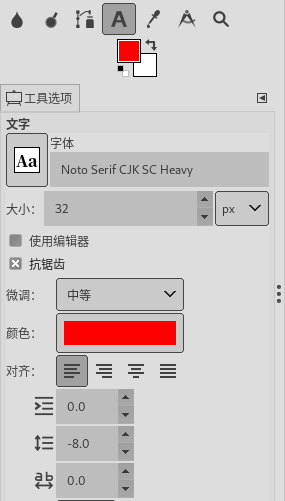 A
工具选项
文字
字体
Aa
Noto Serif CJK SC Heavy
大小: 32 px
使用编辑器
抗锯齿
微调: 中等
颜色:
对齐:
0.0
-8.0
ab 0.0